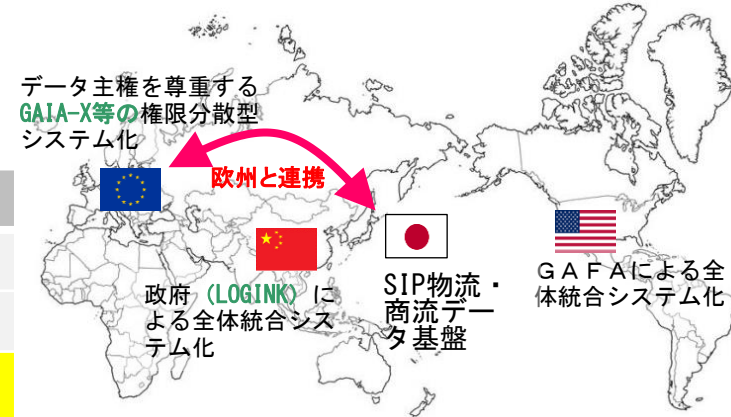 データ主権を尊重する
GAIA-X等の権限分散型
システム化
欧州と連携
政府（LOGINK）に
よる全体統合シス
テム化
SIP物流・
商流デー
タ基盤
ＧＡＦＡによる全
体統合システム化